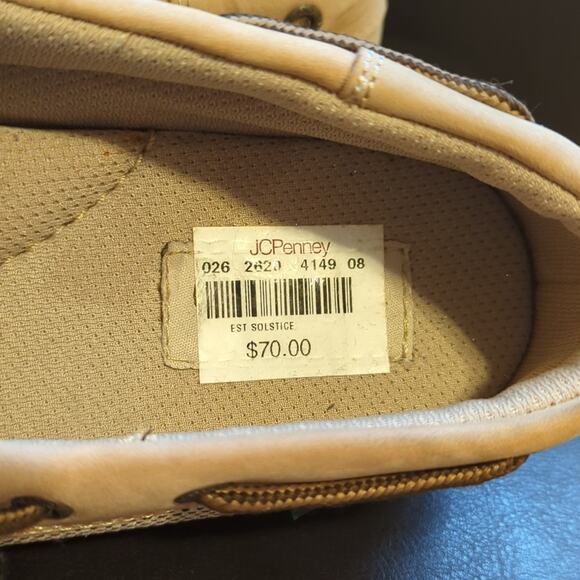 JCPenney
026 2620 4149 08
EST SOLSTICE
$70.00